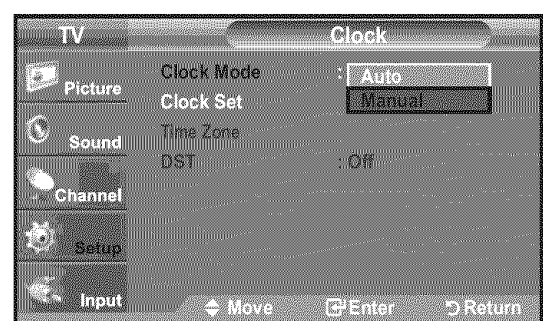 TV
Clock
Picture
Sound
Channel
Setup
Input
Clock Mode : Auto
Manual
Clock Set
Time Zone
DST : Off
Move Enter Return